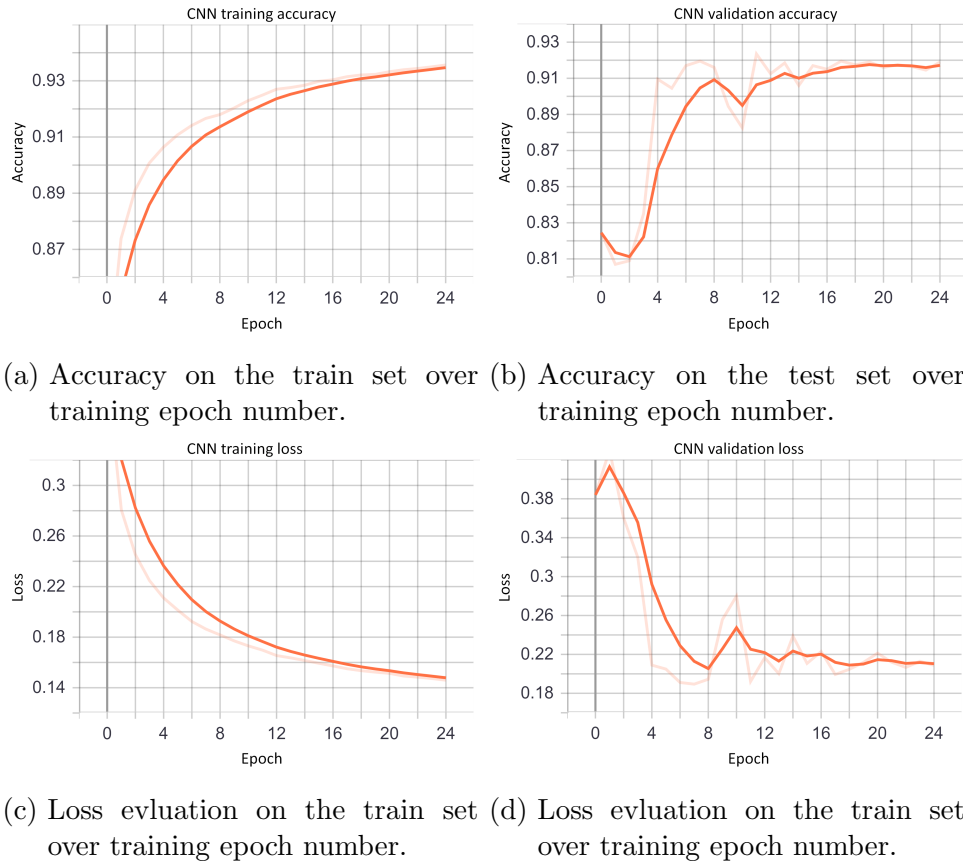 CNN training accuracy
0.93
0.91
0.89
0.87
Accuracy
0 4 8 12 16 20 24
Epoch
CNN validation accuracy
0.93
0.91
0.89
0.87
0.85
0.83
0.81
Accuracy
0 4 8 12 16 20 24
Epoch
(a) Accuracy on the train set over
training epoch number.
(b) Accuracy on the test set over
training epoch number.
CNN training loss
0.3
0.26
0.22
0.18
0.14
Loss
0 4 8 12 16 20 24
Epoch
CNN validation loss
0.38
0.34
0.3
0.26
0.22
0.18
Loss
0 4 8 12 16 20 24
Epoch
(c) Loss evluation on the train set
over training epoch number.
(d) Loss evluation on the train set
over training epoch number.